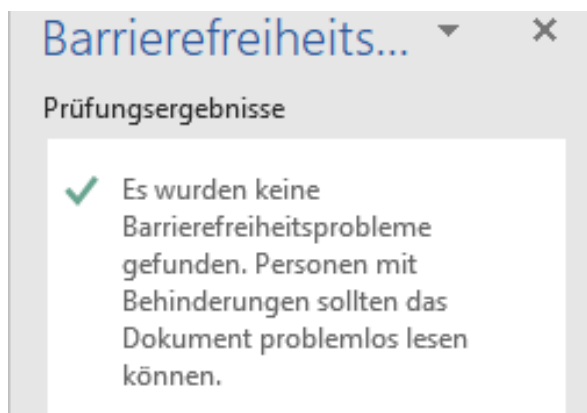 Barrierefreiheits...
Prüfungsergebnisse
Es wurden keine
Barrierefreiheitsprobleme
gefunden. Personen mit
Behinderungen sollten das
Dokument problemlos lesen
können.